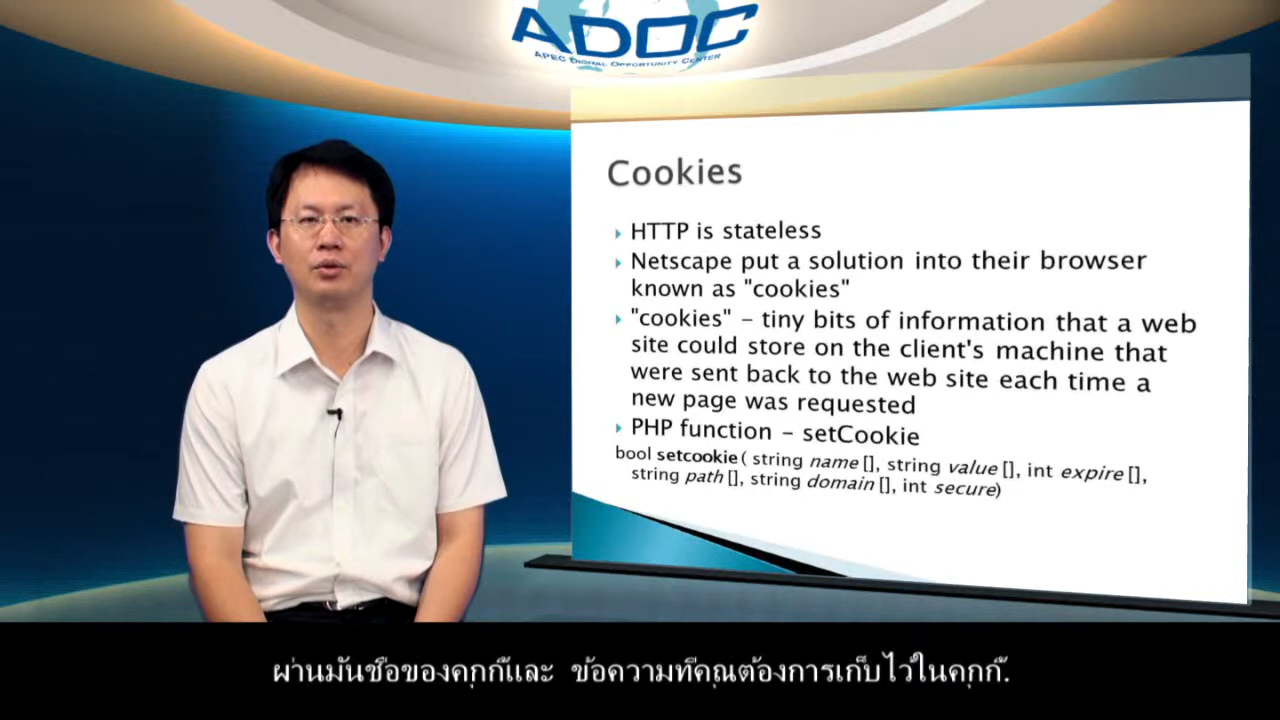 ADOC
APEC DIGITAL OPPORTUNITY CENTER
Cookies
HTTP is stateless
Netscape put a solution into their browser
known as "cookies"
"cookies" – tiny bits of information that a web
site could store on the client's machine that
were sent back to the web site each time a
new page was requested
PHP function – setCookie
bool setcookie ( string name [], string value [], int expire [],
string path [], string domain [], int secure)
ผ่านมันชื่อของคุกกี้และ ข้อความที่คุณต้องการเก็บไว้ในคุกกี้.